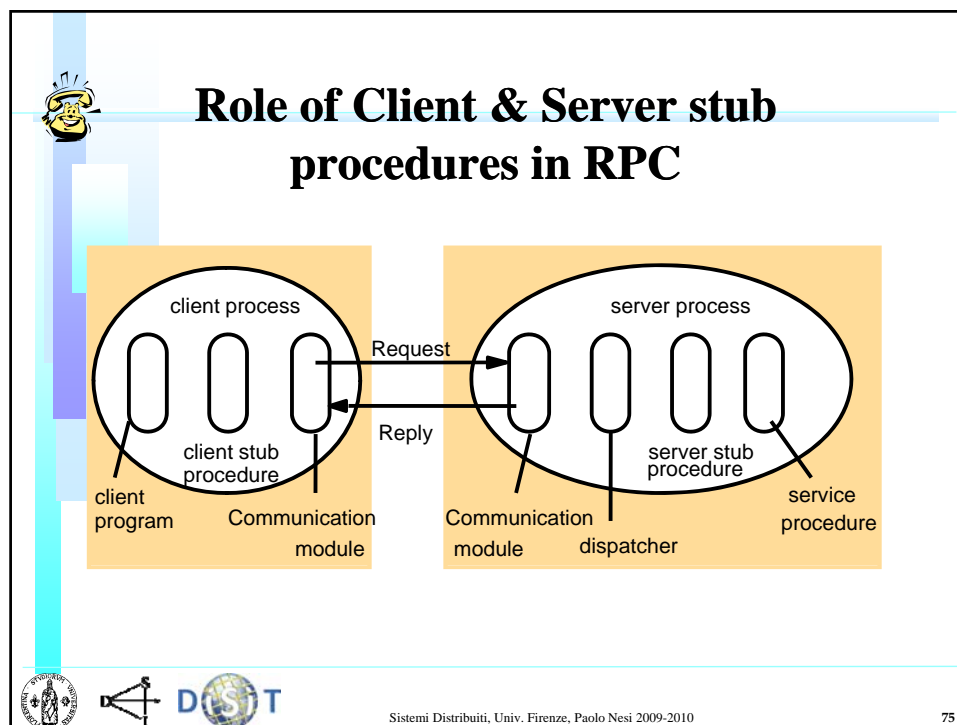 Role of Client & Server stub
procedures in RPC
client process
server process
Request
Reply
client stub
procedure
server stub
procedure
client
program
Communication
module
Communication
module
dispatcher
service
procedure
S
I
DISIT
Sistemi Distribuiti, Univ. Firenze, Paolo Nesi 2009-2010
75